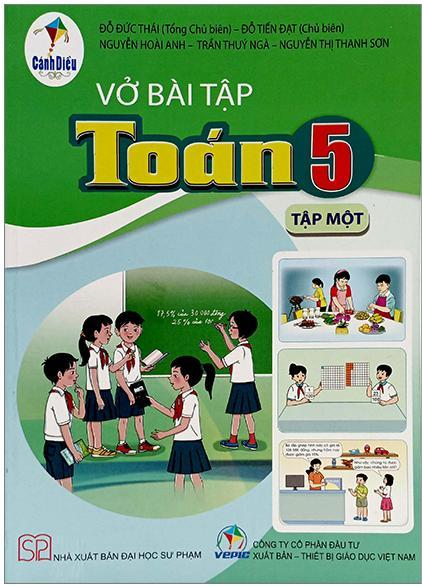 Cánh Diều
ĐỖ ĐỨC THÁI (Tổng Chủ biên) – ĐỖ TIẾN ĐẠT (Chủ biên)
NGUYỄN HOÀI ANH – TRẦN THUÝ NGÀ – NGUYỄN THỊ THANH SƠN
VỞ BÀI TẬP
Toán 5
TẬP MỘT
17,5% của 30 000 đồng
25% của
23
100
NHÀ XUẤT BẢN ĐẠI HỌC SƯ PHẠM
VEPIC
CÔNG TY CỔ PHẦN ĐẦU TƯ
XUẤT BẢN – THIẾT BỊ GIÁO DỤC VIỆT NAM